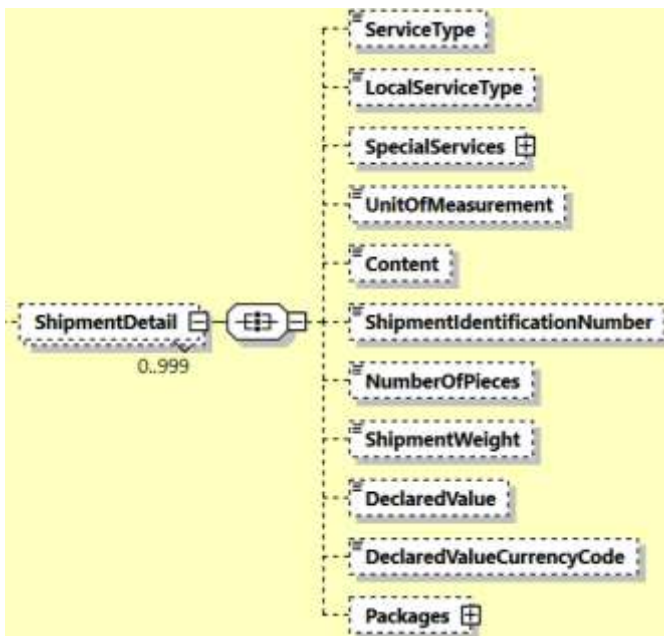 ServiceType
LocalServiceType
SpecialServices
UnitOfMeasurement
Content
ShipmentDetail
0..999
ShipmentIdentificationNumber
NumberOfPieces
ShipmentWeight
DeclaredValue
DeclaredValueCurrencyCode
Packages